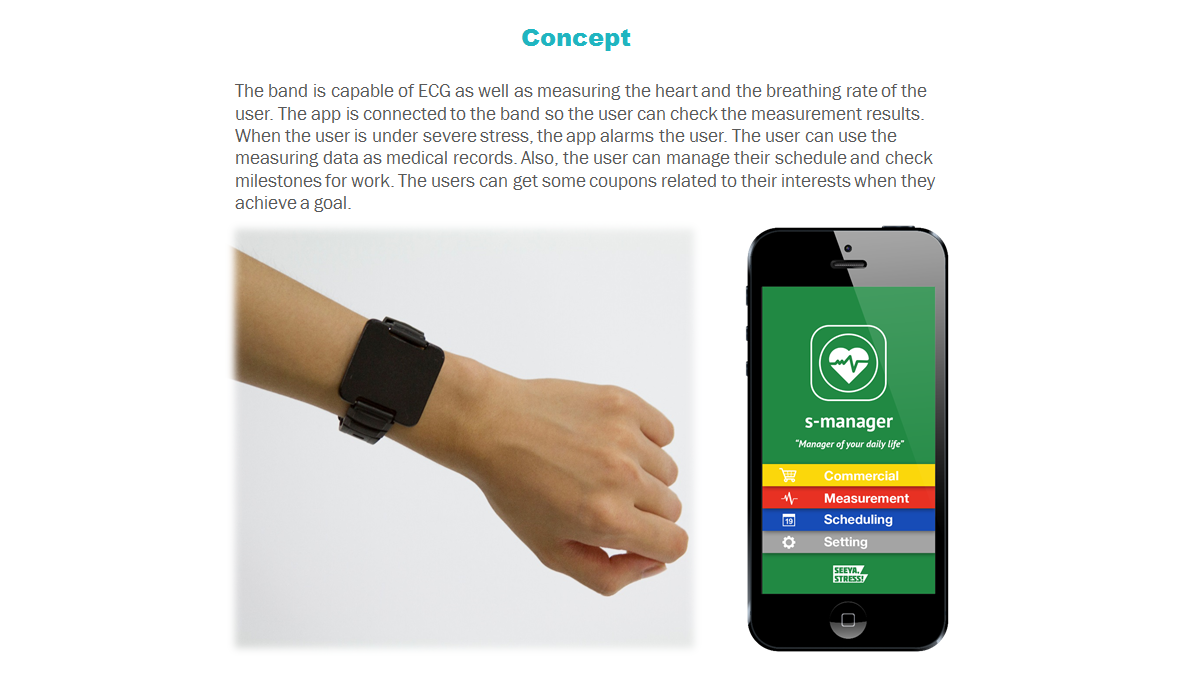 Concept
The band is capable of ECG as well as measuring the heart and the breathing rate of the
user. The app is connected to the band so the user can check the measurement results.
When the user is under severe stress, the app alarms the user. The user can use the
measuring data as medical records. Also, the user can manage their schedule and check
milestones for work. The users can get some coupons related to their interests when they
achieve a goal.
s-manager
"Manager of your daily life"
Commercial
Measurement
19 Scheduling
Setting
SEEYA,
STRESS!